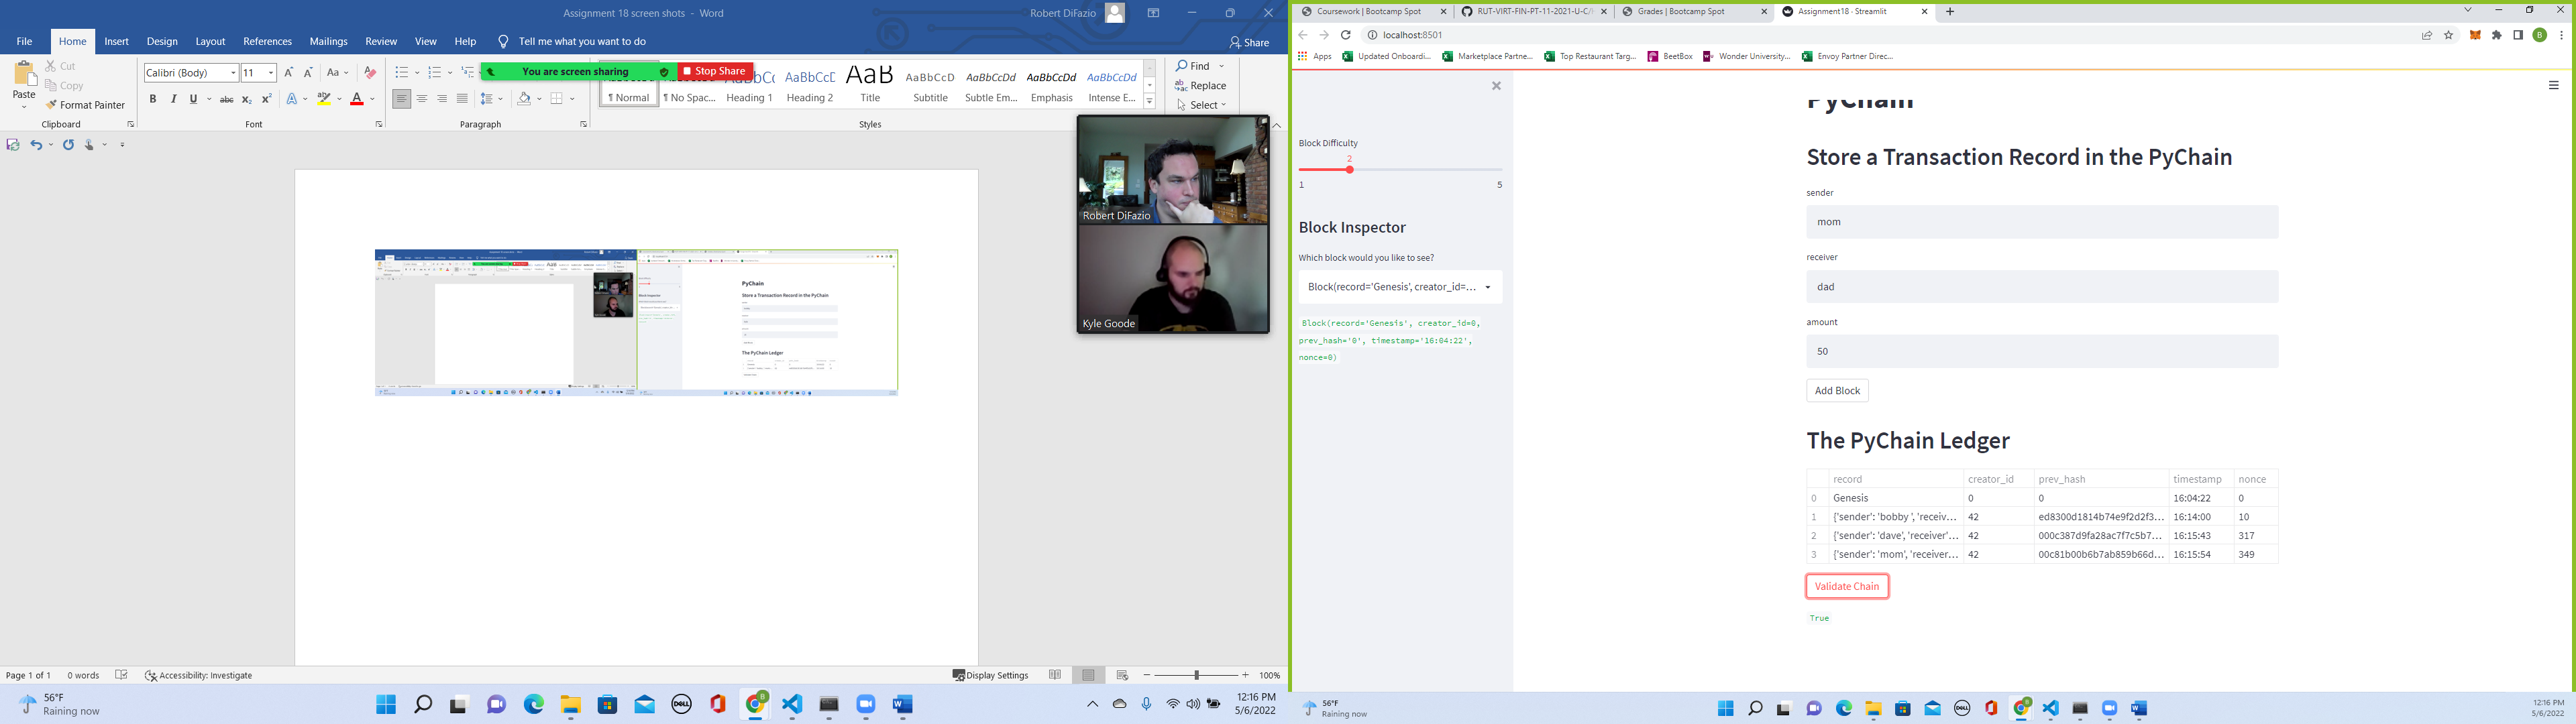 Assignment 18 screen shots - Word
Robert DiFazio
File Home Insert Design Layout References Mailings Review View Help Tell me what you want to do
Share
Paste
Cut
Copy
Format Painter
Clipboard
Calibri (Body) 11
Font
Paragraph
You are screen sharing Stop Share
¶ Normal
¶ No Spac...
Heading 1
Heading 2
Title
Subtitle
Subtle Em...
Emphasis
Intense E...
Styles
Find
Replace
Select
Robert DiFazio
Kyle Goode
PyChain
Store a Transaction Record in the PyChain
The PyChain Ledger
Page 1 of 1 0 words Accessibility: Investigate
Display Settings
100%
56°F
Raining now
12:16 PM
5/6/2022
Coursework | Bootcamp Spot
RUT-VIRT-FIN-PT-11-2021-U-C/
Grades | Bootcamp Spot
Assignment18 · Streamlit
localhost:8501
Apps Updated Onboardi... Marketplace Partne... Top Restaurant Targ... BeetBox Wonder University... Envoy Partner Direc...
Block Difficulty
2
1 5
Block Inspector
Which block would you like to see?
Block(record='Genesis', creator_id=...
Block(record='Genesis', creator_id=0,
prev_hash='0', timestamp='16:04:22',
nonce=0)
PyChain
Store a Transaction Record in the PyChain
sender
mom
receiver
dad
amount
50
Add Block
The PyChain Ledger
record creator_id prev_hash timestamp nonce
0 Genesis 0 0 16:04:22 0
1 {'sender': 'bobby ', 'receiv... 42 ed8300d1814b74e9f2d2f3... 16:14:00 10
2 {'sender': 'dave', 'receiver'... 42 000c387d9fa28ac7f7c5b7... 16:15:43 317
3 {'sender': 'mom', 'receiver... 42 00c81b00b6b7ab859b66d... 16:15:54 349
Validate Chain
True
56°F
Raining now
12:16 PM
5/6/2022